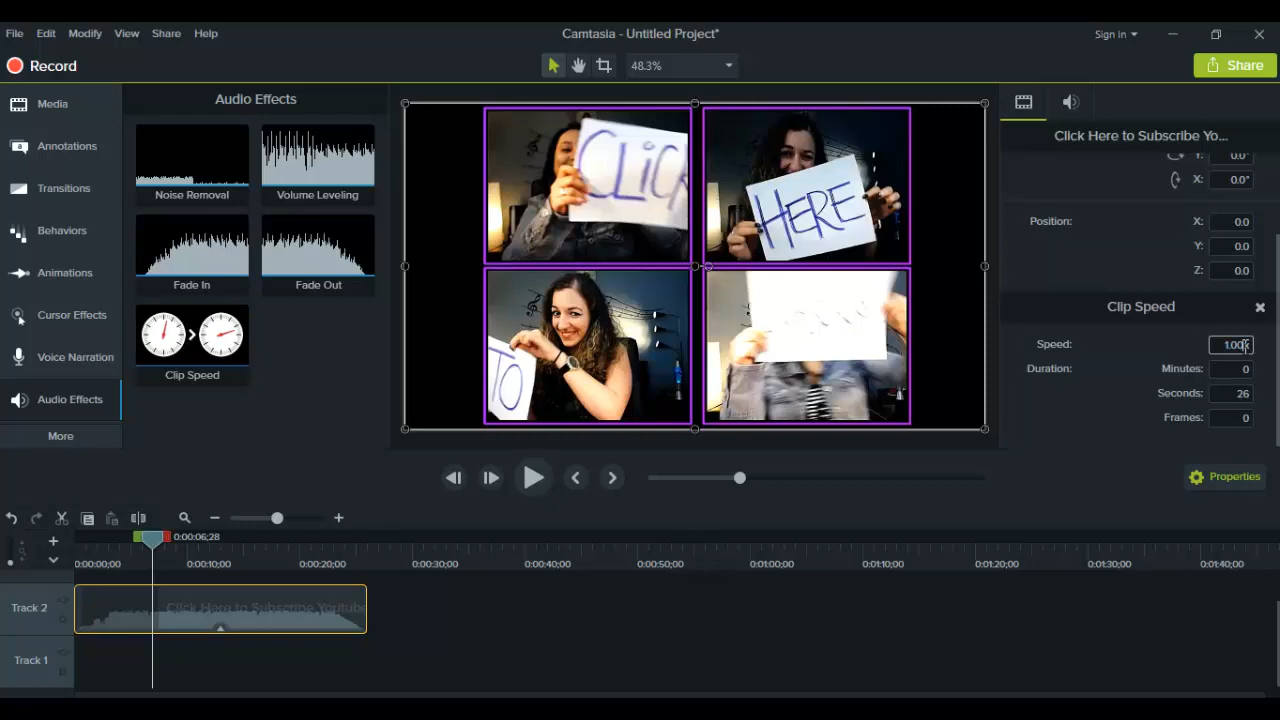 File Edit Modify View Share Help
Camtasia - Untitled Project*
Sign in
Record
48.3%
Share
Media
Annotations
Transitions
Behaviors
Animations
Cursor Effects
Voice Narration
Audio Effects
More
Audio Effects
Noise Removal
Volume Leveling
Fade In
Fade Out
Clip Speed
CLICK
HERE
TO
Click Here to Subscribe Yo...
Y: 0.0°
X: 0.0°
Position: X: 0.0
Y: 0.0
Z: 0.0
Clip Speed
Speed:
Duration: Minutes: 0
Seconds: 26
Frames: 0
Properties
0:00:06;28
0:00:00;00 0:00:10;00 0:00:20;00 0:00:30;00 0:00:40;00 0:00:50;00 0:01:00;00 0:01:10;00 0:01:20;00 0:01:30;00 0:01:40;00
Track 2
Click Here to Subscribe Youtube
Track 1